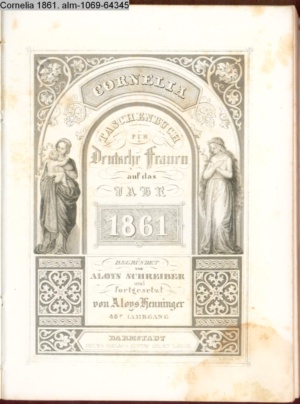 Cornelia 1861. alm-1069-64345
CORNELIA
TASCHENBUCH
FÜR
Deutsche Frauen
auf das
JAHR
1861
BEGRÜNDET
von
ALOYS SCHREIBER
und
fortgesetzt
von Aloys Henninger
JAHRGANG
DARMSTADT